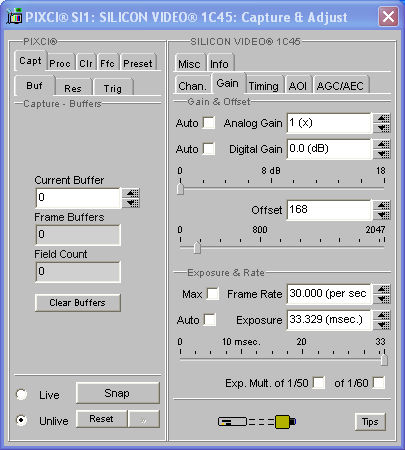 PIXCI® SI1: SILICON VIDEO® 1C45: Capture & Adjust
PIXCI®
Capt Proc Clr Ffc Preset
Buf Res Trig
Capture - Buffers
Current Buffer
0
Frame Buffers
0
Field Count
0
Clear Buffers
Live
Snap
Unlive
Reset »
SILICON VIDEO® 1C45
Misc Info
Chan. Gain Timing AOI AGC/AEC
Gain & Offset
Auto Analog Gain 1 (x)
Auto Digital Gain 0.0 (dB)
0 8 dB 18
Offset 168
0 800 2047
Exposure & Rate
Max Frame Rate 30.000 (per sec
Auto Exposure 33.329 (msec.)
0 10 msec. 33
Exp. Mult. of 1/50 of 1/60
Tips